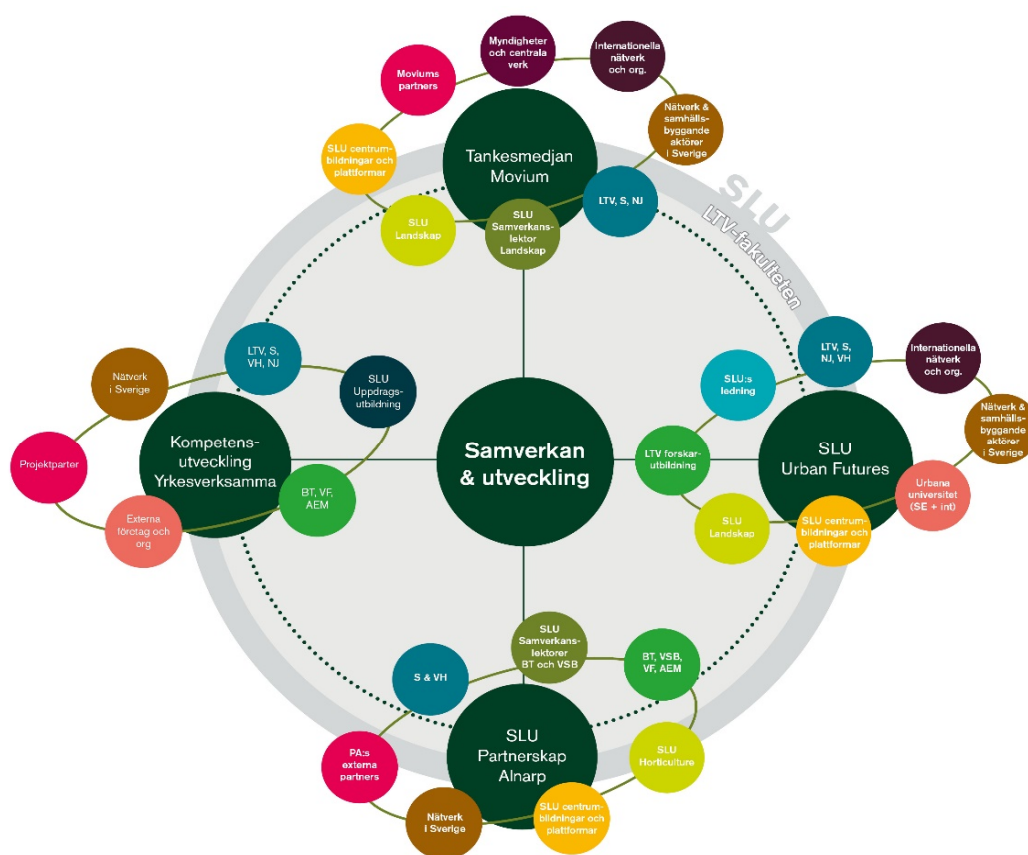 Myndigheter
och centrala
verk
Internationella
nätverk
och org.
Moviums
partners
Nätverk &
samhälls-
byggande
aktörer
i Sverige
SLU centrum-
bildningar och
plattformar
Tankesmedjan
Movium
SLU
LTV-fakulteten
LTV, S, NJ
SLU
Landskap
SLU
Samverkans-
lektor
Landskap
LTV, S,
VH, NJ
SLU
Uppdrags-
utbildning
Nätverk
i Sverige
Kompetens-
utveckling
Yrkesverksamma
Projektparter
Externa
företag och
org
BT, VF,
AEM
Samverkan
& utveckling
LTV, S,
NJ, VH
Internationella
nätverk
och org.
SLU:s
ledning
Nätverk &
samhälls-
byggande
aktörer
i Sverige
LTV forskar-
utbildning
SLU
Urban Futures
Urbana
universitet
(SE + int)
SLU
Landskap
SLU centrum-
bildningar och
plattformar
SLU
Samverkans-
lektorer
BT och VSB
BT, VSB,
VF, AEM
S & VH
SLU
Partnerskap
Alnarp
PA:s
externa
partners
SLU
Horticulture
Nätverk
i Sverige
SLU centrum-
bildningar och
plattformar